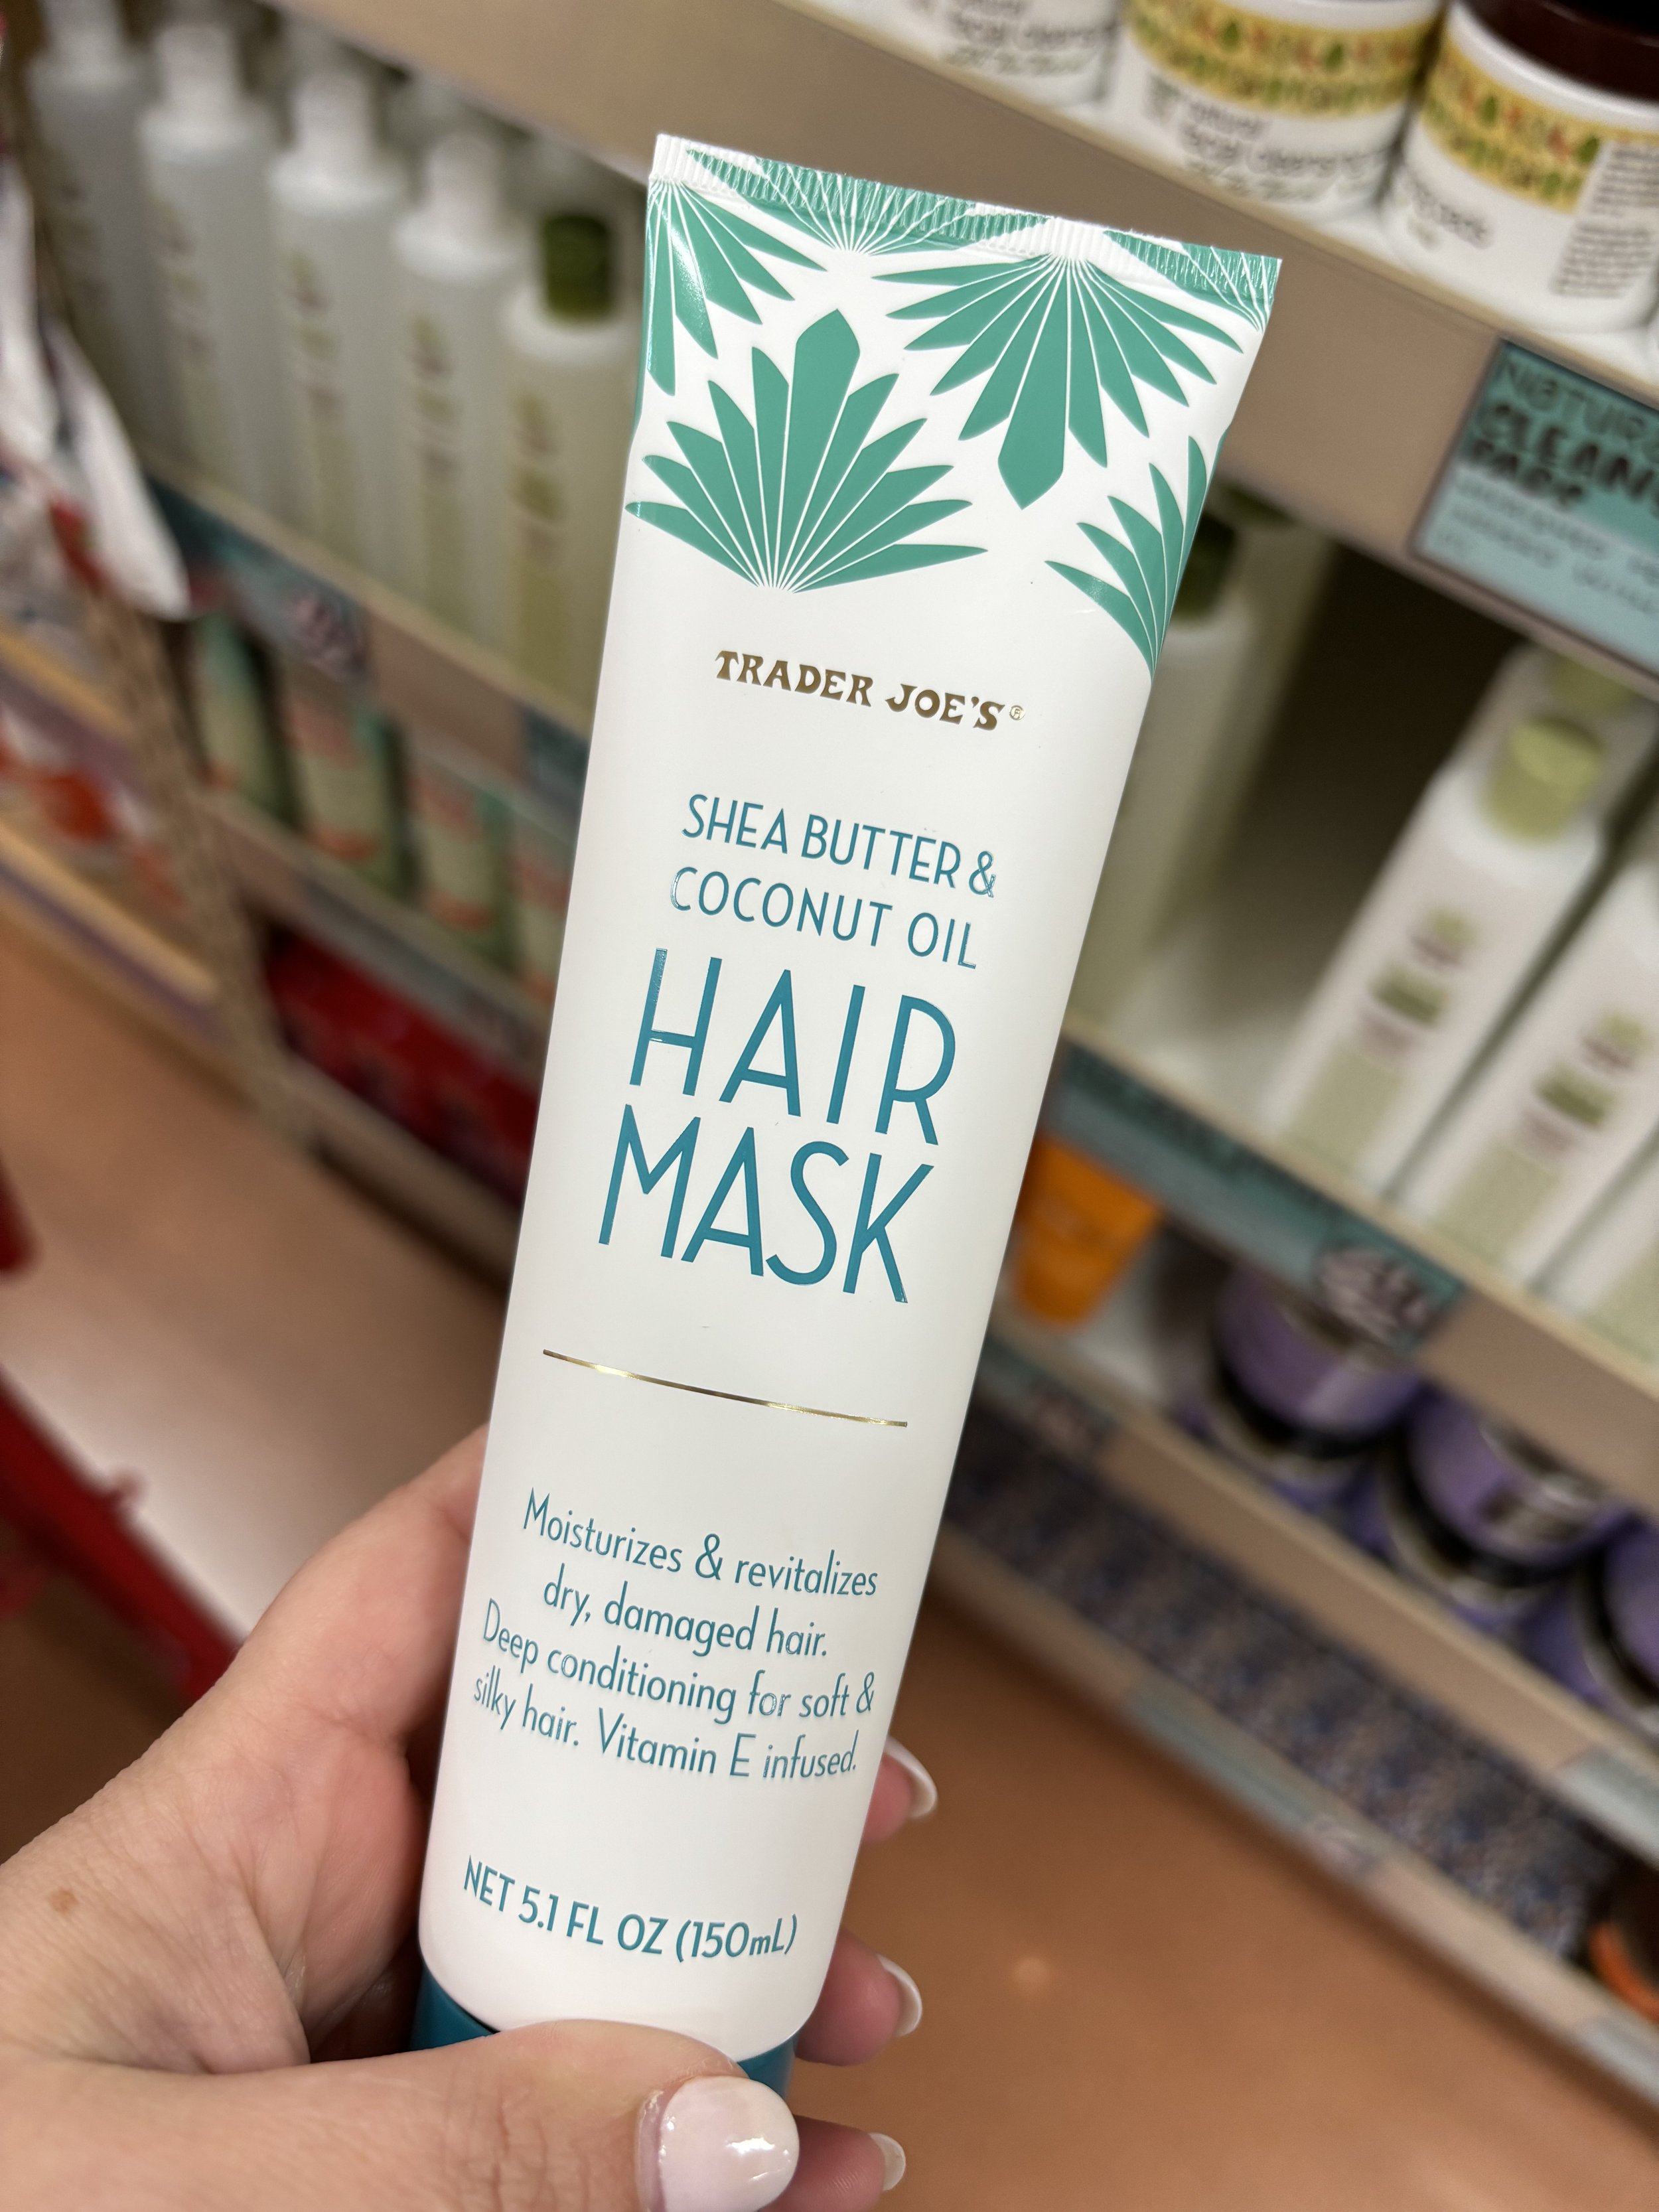 TRADER JOE'S®
SHEA BUTTER &
COCONUT OIL
HAIR
MASK
Moisturizes & revitalizes
dry, damaged hair.
Deep conditioning for soft &
silky hair. Vitamin E infused.
NET 5.1 FL OZ (150mL)